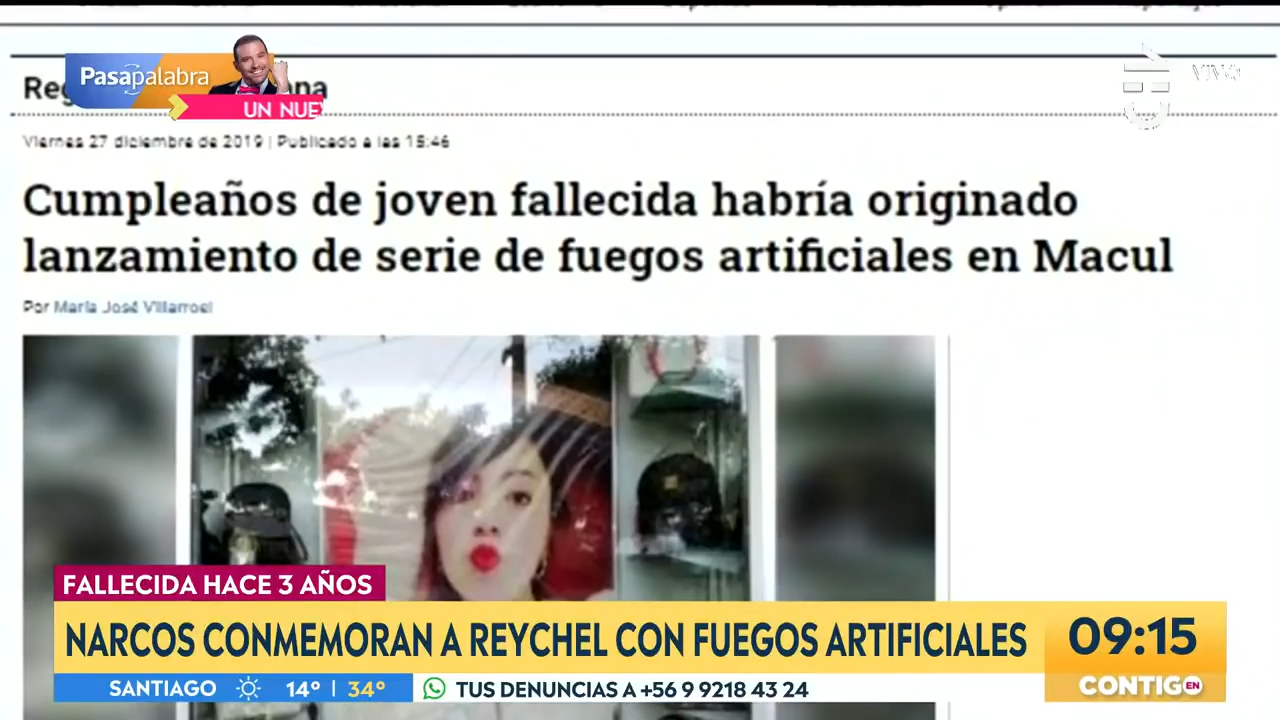 Pasapalabra
UN NUE
VIVO
Viernes 27 diciembre de 2019 | Publicado a las 15:46
Cumpleaños de joven fallecida habría originado
lanzamiento de serie de fuegos artificiales en Macul
Por María José Villarroel
FALLECIDA HACE 3 AÑOS
NARCOS CONMEMORAN A REYCHEL CON FUEGOS ARTIFICIALES
09:15
SANTIAGO 14° | 34° TUS DENUNCIAS A +56 9 9218 43 24
CONTIGO EN